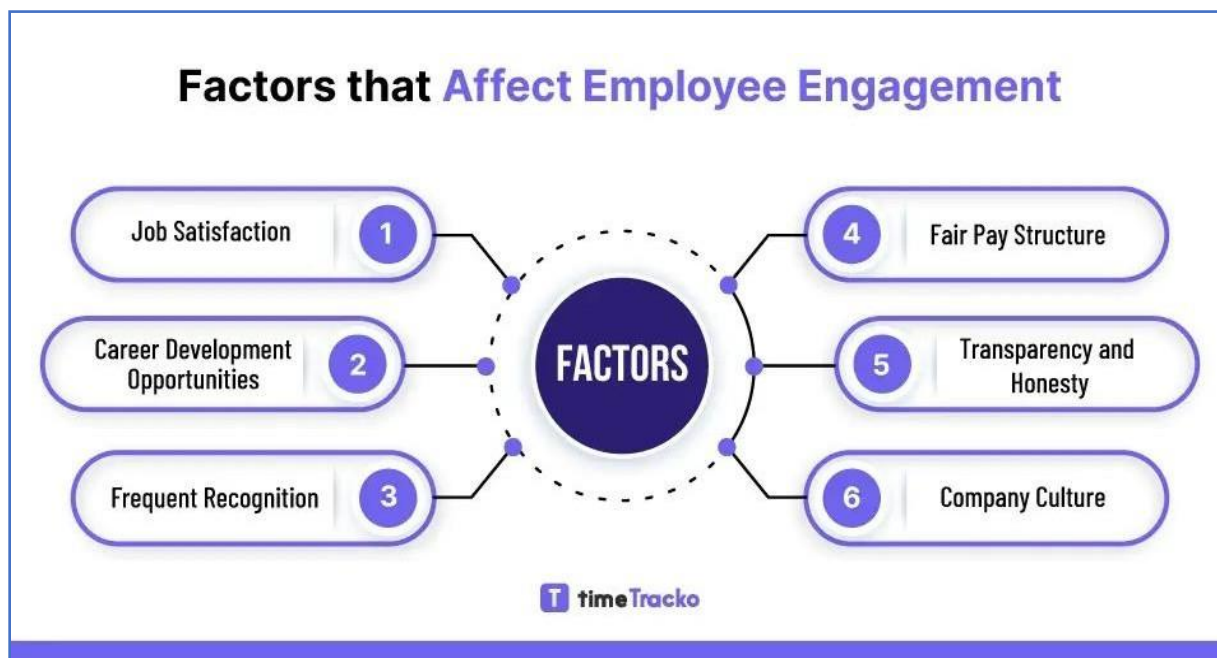 Factors that Affect Employee Engagement
Job Satisfaction
1
Career Development
Opportunities
2
Frequent Recognition
3
FACTORS
4
Fair Pay Structure
5
Transparency and
Honesty
6
Company Culture
T timeTracko